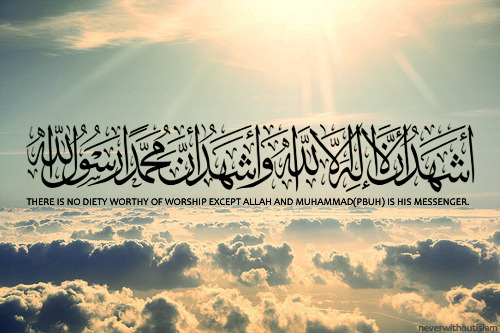 أشهد أن لا إله إلا الله وأشهد أن محمدا رسول الله
THERE IS NO DIETY WORTHY OF WORSHIP EXCEPT ALLAH AND MUHAMMAD(PBUH) IS HIS MESSENGER.
neverwithoutislam